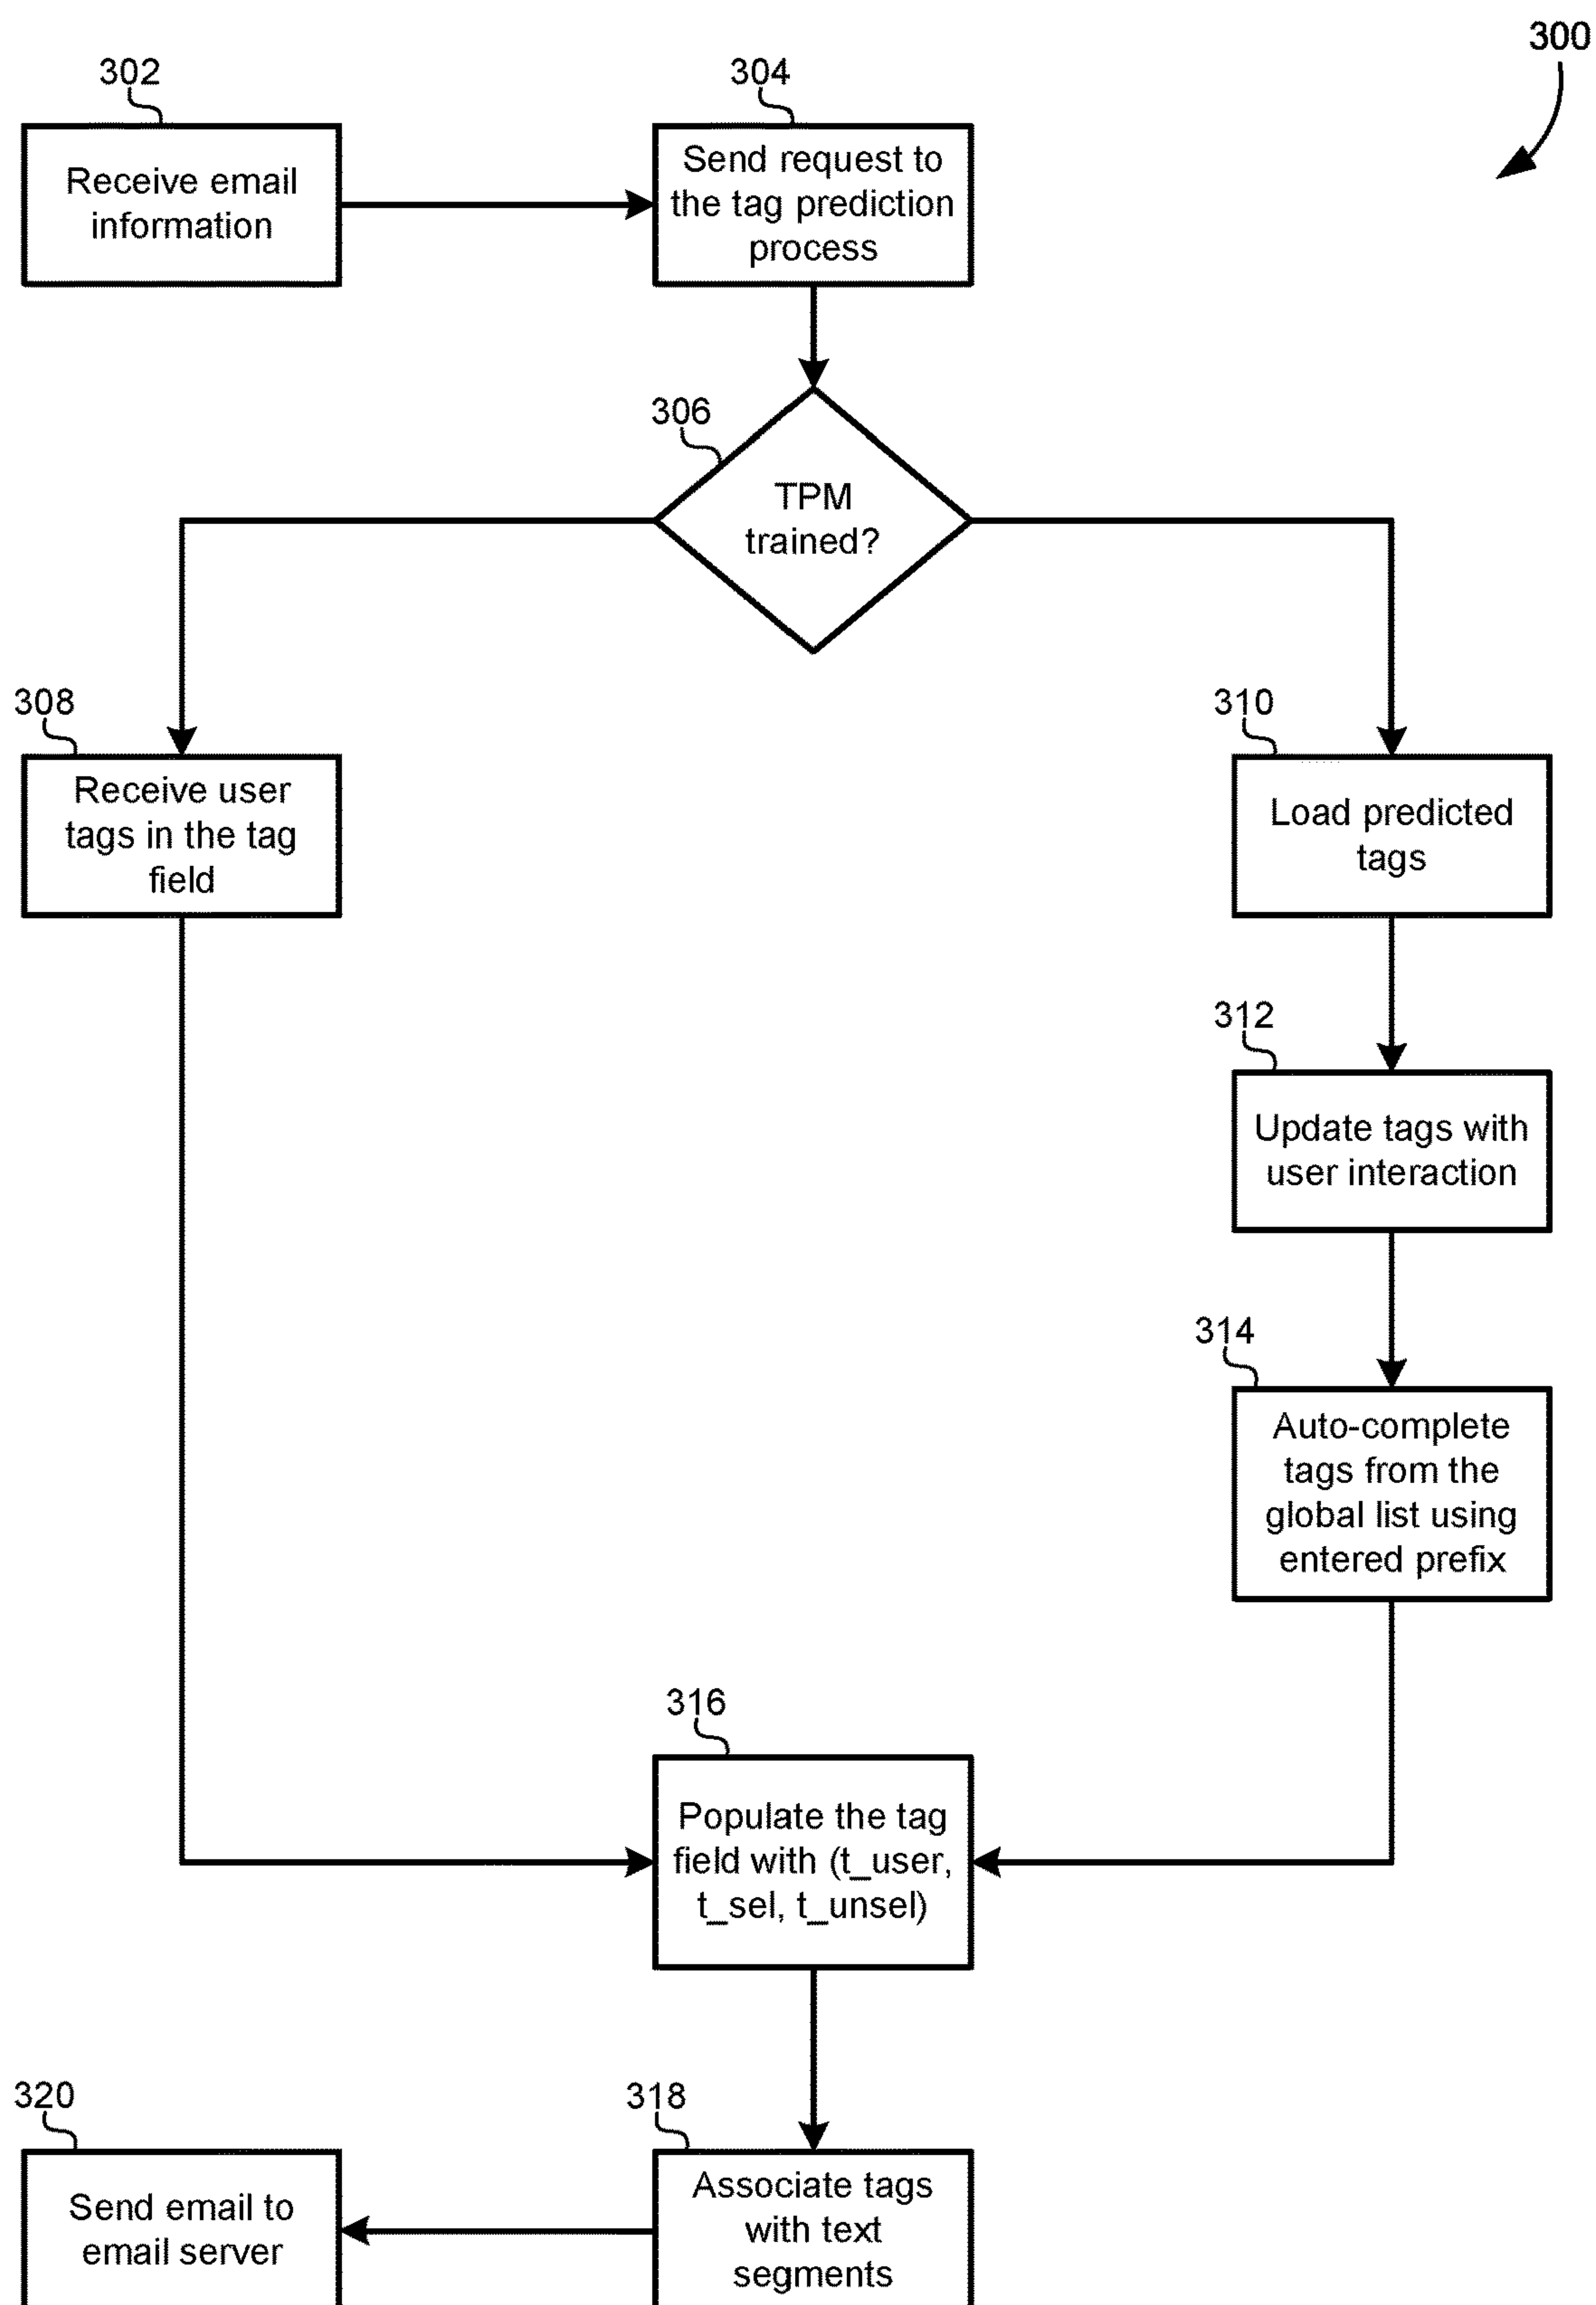 300
302
304
Receive email
information
Send request to
the tag prediction
process
306
TPM
trained?
308
Receive user
tags in the tag
field
310
Load predicted
tags
312
Update tags with
user interaction
314
Auto-complete
tags from the
global list using
entered prefix
316
Populate the tag
field with (t_user,
t_sel, t_unsel)
320
318
Send email to
email server
Associate tags
with text
segments